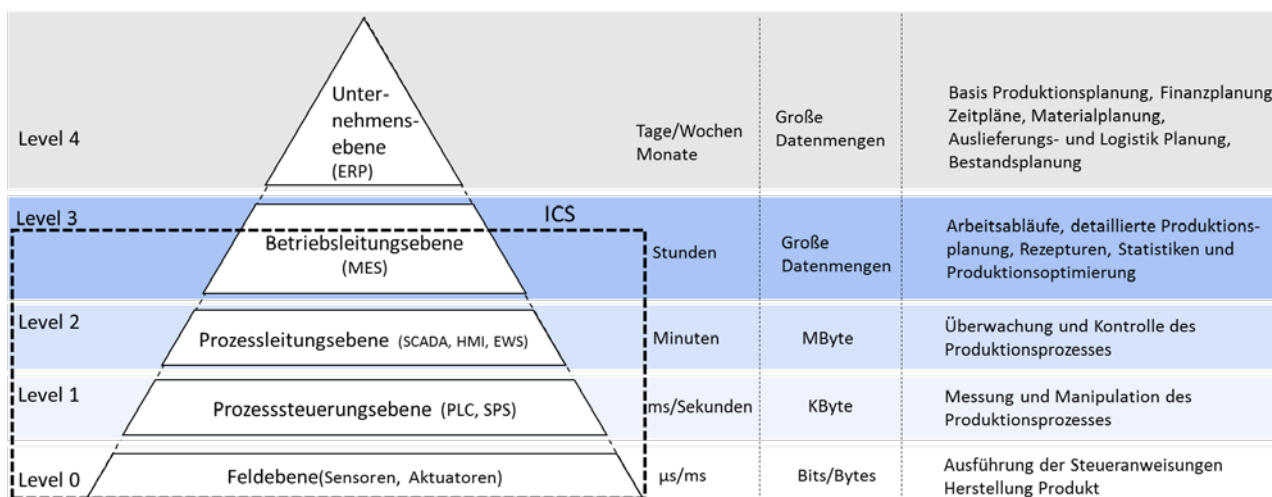 Level 4
Unter-
nehmens-
ebene
(ERP)
Tage/Wochen
Monate
Große
Datenmengen
Basis Produktionsplanung, Finanzplanung
Zeitpläne, Materialplanung,
Auslieferungs- und Logistik Planung,
Bestandsplanung
Level 3
ICS
Betriebsleitungsebene
(MES)
Stunden
Große
Datenmengen
Arbeitsabläufe, detaillierte Produktions-
planung, Rezepturen, Statistiken und
Produktionsoptimierung
Level 2
Prozessleitungsebene (SCADA, HMI, EWS)
Minuten
MByte
Überwachung und Kontrolle des
Produktionsprozesses
Level 1
Prozesssteuerungsebene (PLC, SPS)
ms/Sekunden
KByte
Messung und Manipulation des
Produktionsprozesses
Level 0
Feldebene(Sensoren, Aktuatoren)
µs/ms
Bits/Bytes
Ausführung der Steueranweisungen
Herstellung Produkt